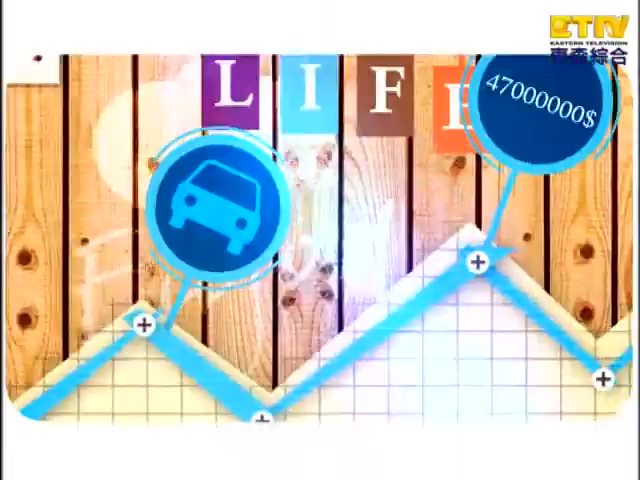 ETTV
EASTERN TELEVISION
東森綜合
L I F E
47000000$